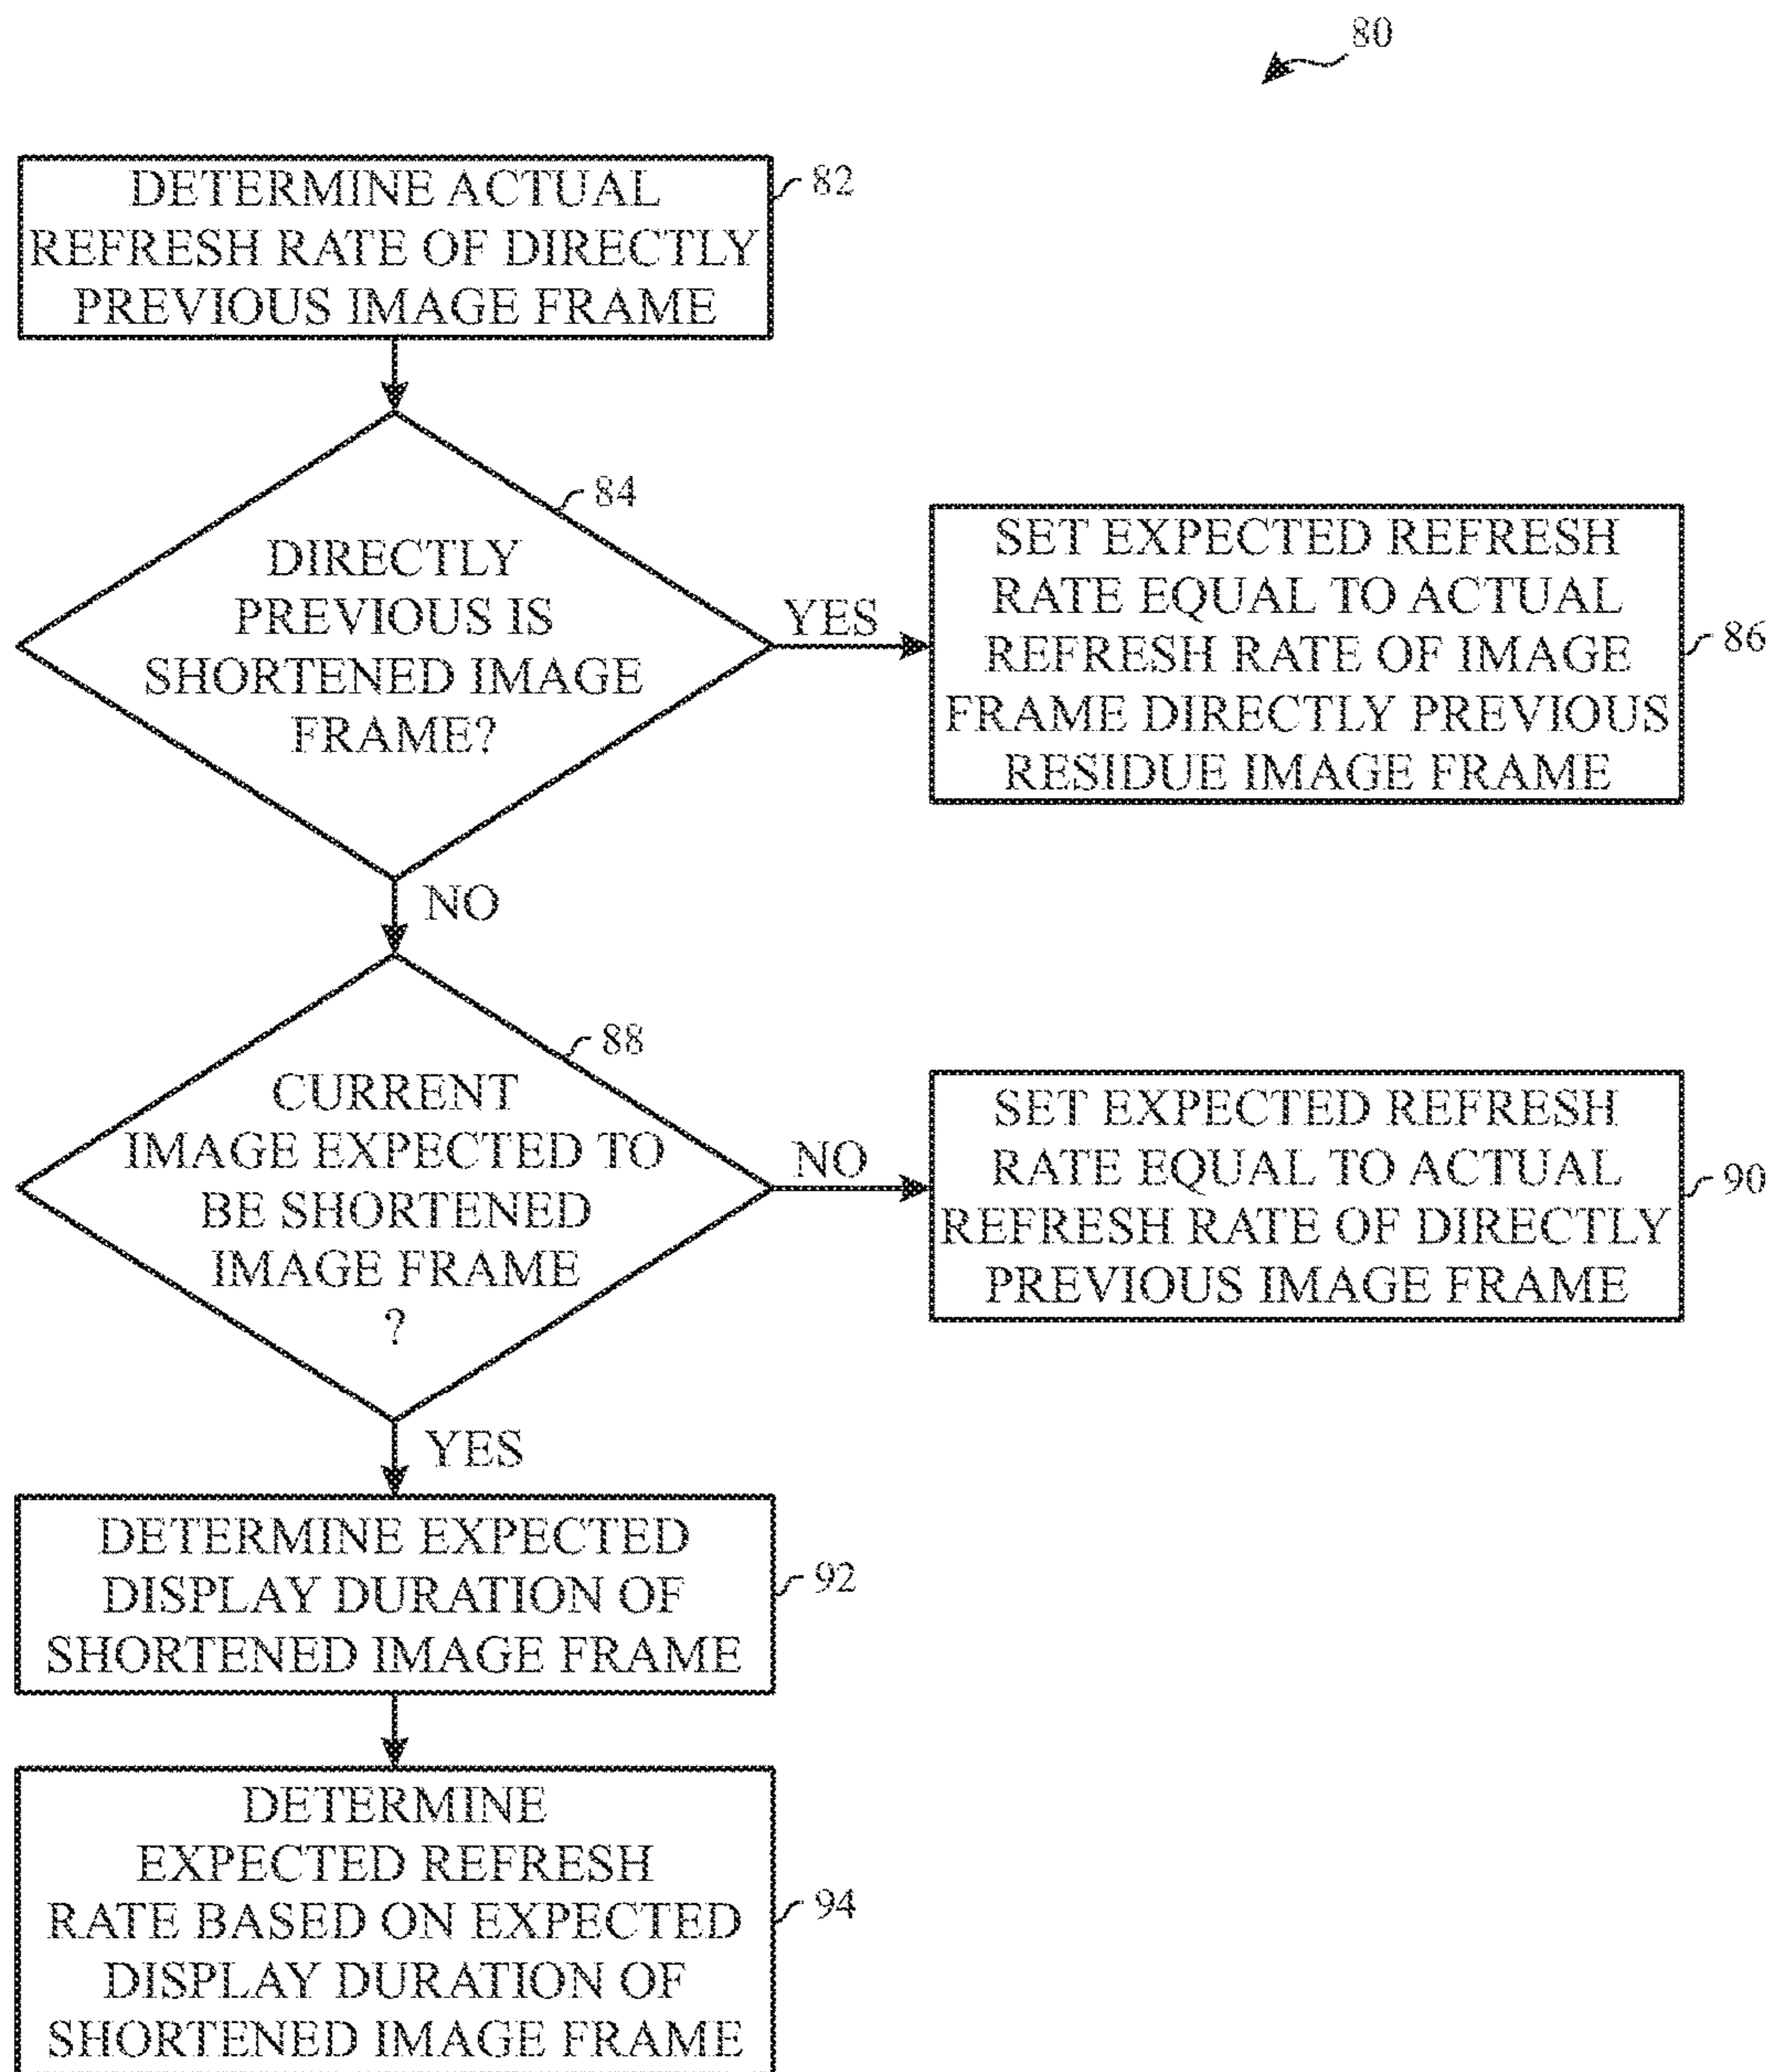 80
DETERMINE ACTUAL
REFRESH RATE OF DIRECTLY
PREVIOUS IMAGE FRAME
82
DIRECTLY
PREVIOUS IS
SHORTENED IMAGE
FRAME?
84
YES
SET EXPECTED REFRESH
RATE EQUAL TO ACTUAL
REFRESH RATE OF IMAGE
FRAME DIRECTLY PREVIOUS
RESIDUE IMAGE FRAME
86
NO
CURRENT
IMAGE EXPECTED TO
BE SHORTENED
IMAGE FRAME
?
88
NO
SET EXPECTED REFRESH
RATE EQUAL TO ACTUAL
REFRESH RATE OF DIRECTLY
PREVIOUS IMAGE FRAME
90
YES
DETERMINE EXPECTED
DISPLAY DURATION OF
SHORTENED IMAGE FRAME
92
DETERMINE
EXPECTED REFRESH
RATE BASED ON EXPECTED
DISPLAY DURATION OF
SHORTENED IMAGE FRAME
94